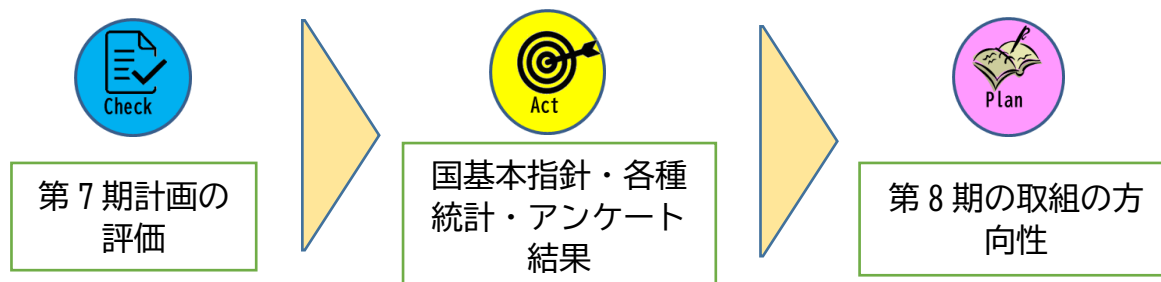 Check
第7期計画の
評価
Act
国基本指針・各種
統計・アンケート
結果
Plan
第8期の取組の方
向性